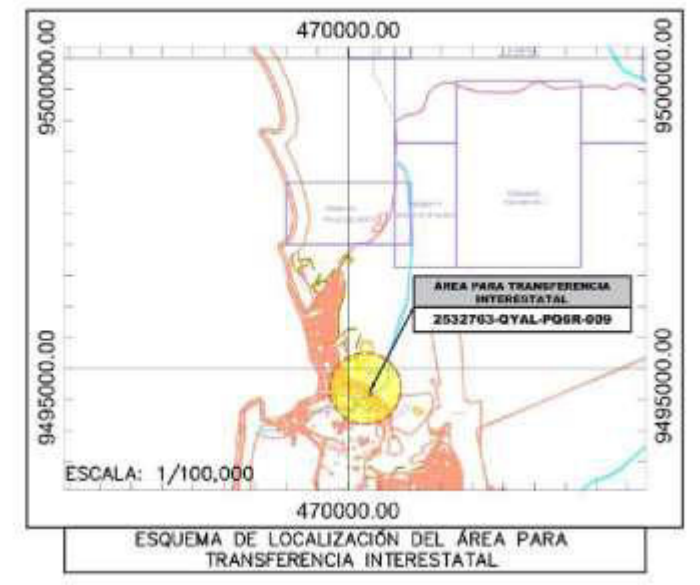 470000.00
9500000.00
9500000.00
ÁREA PARA TRANSFERENCIA
INTERESTATAL
2532763-QYAL-PQ6R-009
9495000.00
9495000.00
ESCALA: 1/100,000
470000.00
ESQUEMA DE LOCALIZACIÓN DEL ÁREA PARA
TRANSFERENCIA INTERESTATAL